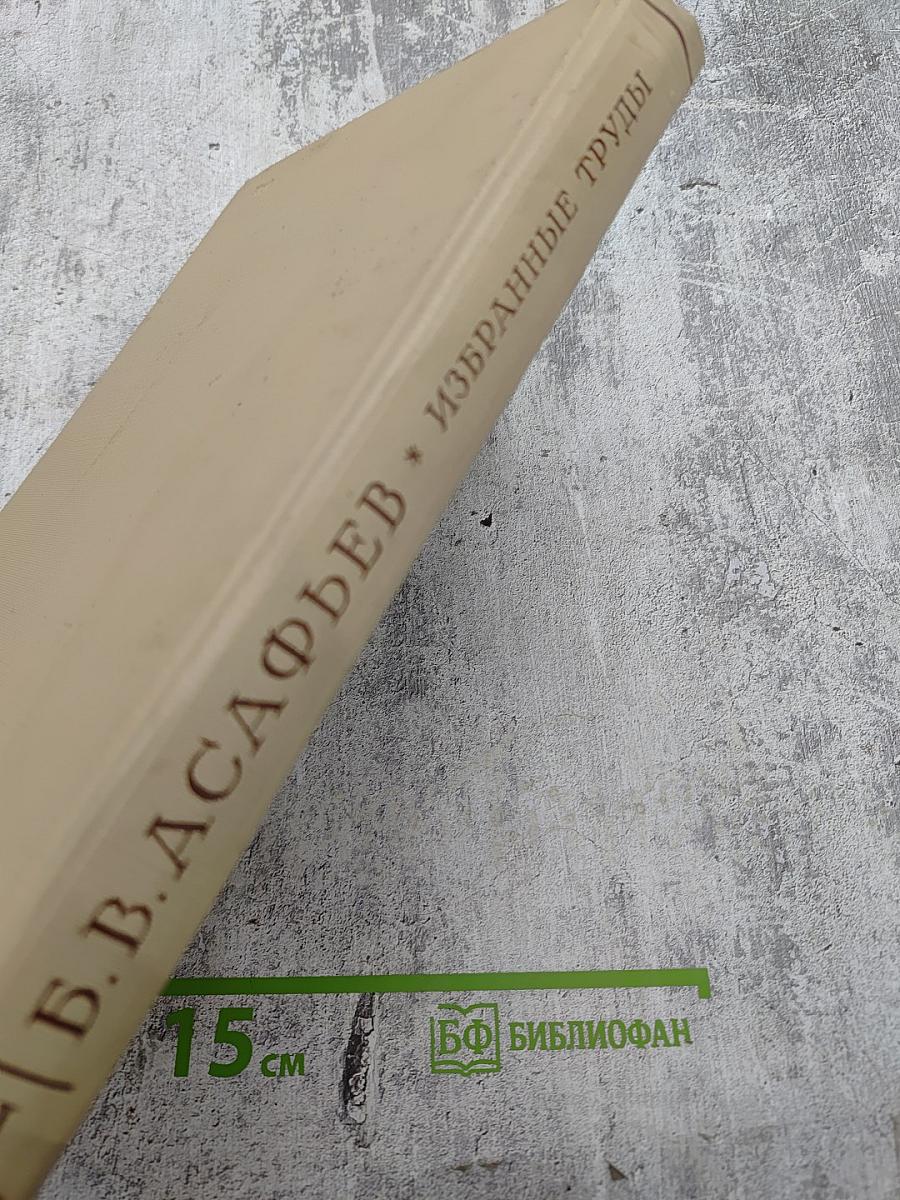 Б. В. АСАФЬЕВ * ИЗБРАННЫЕ ТРУДЫ
15 см
БФ БИБЛИОФАН